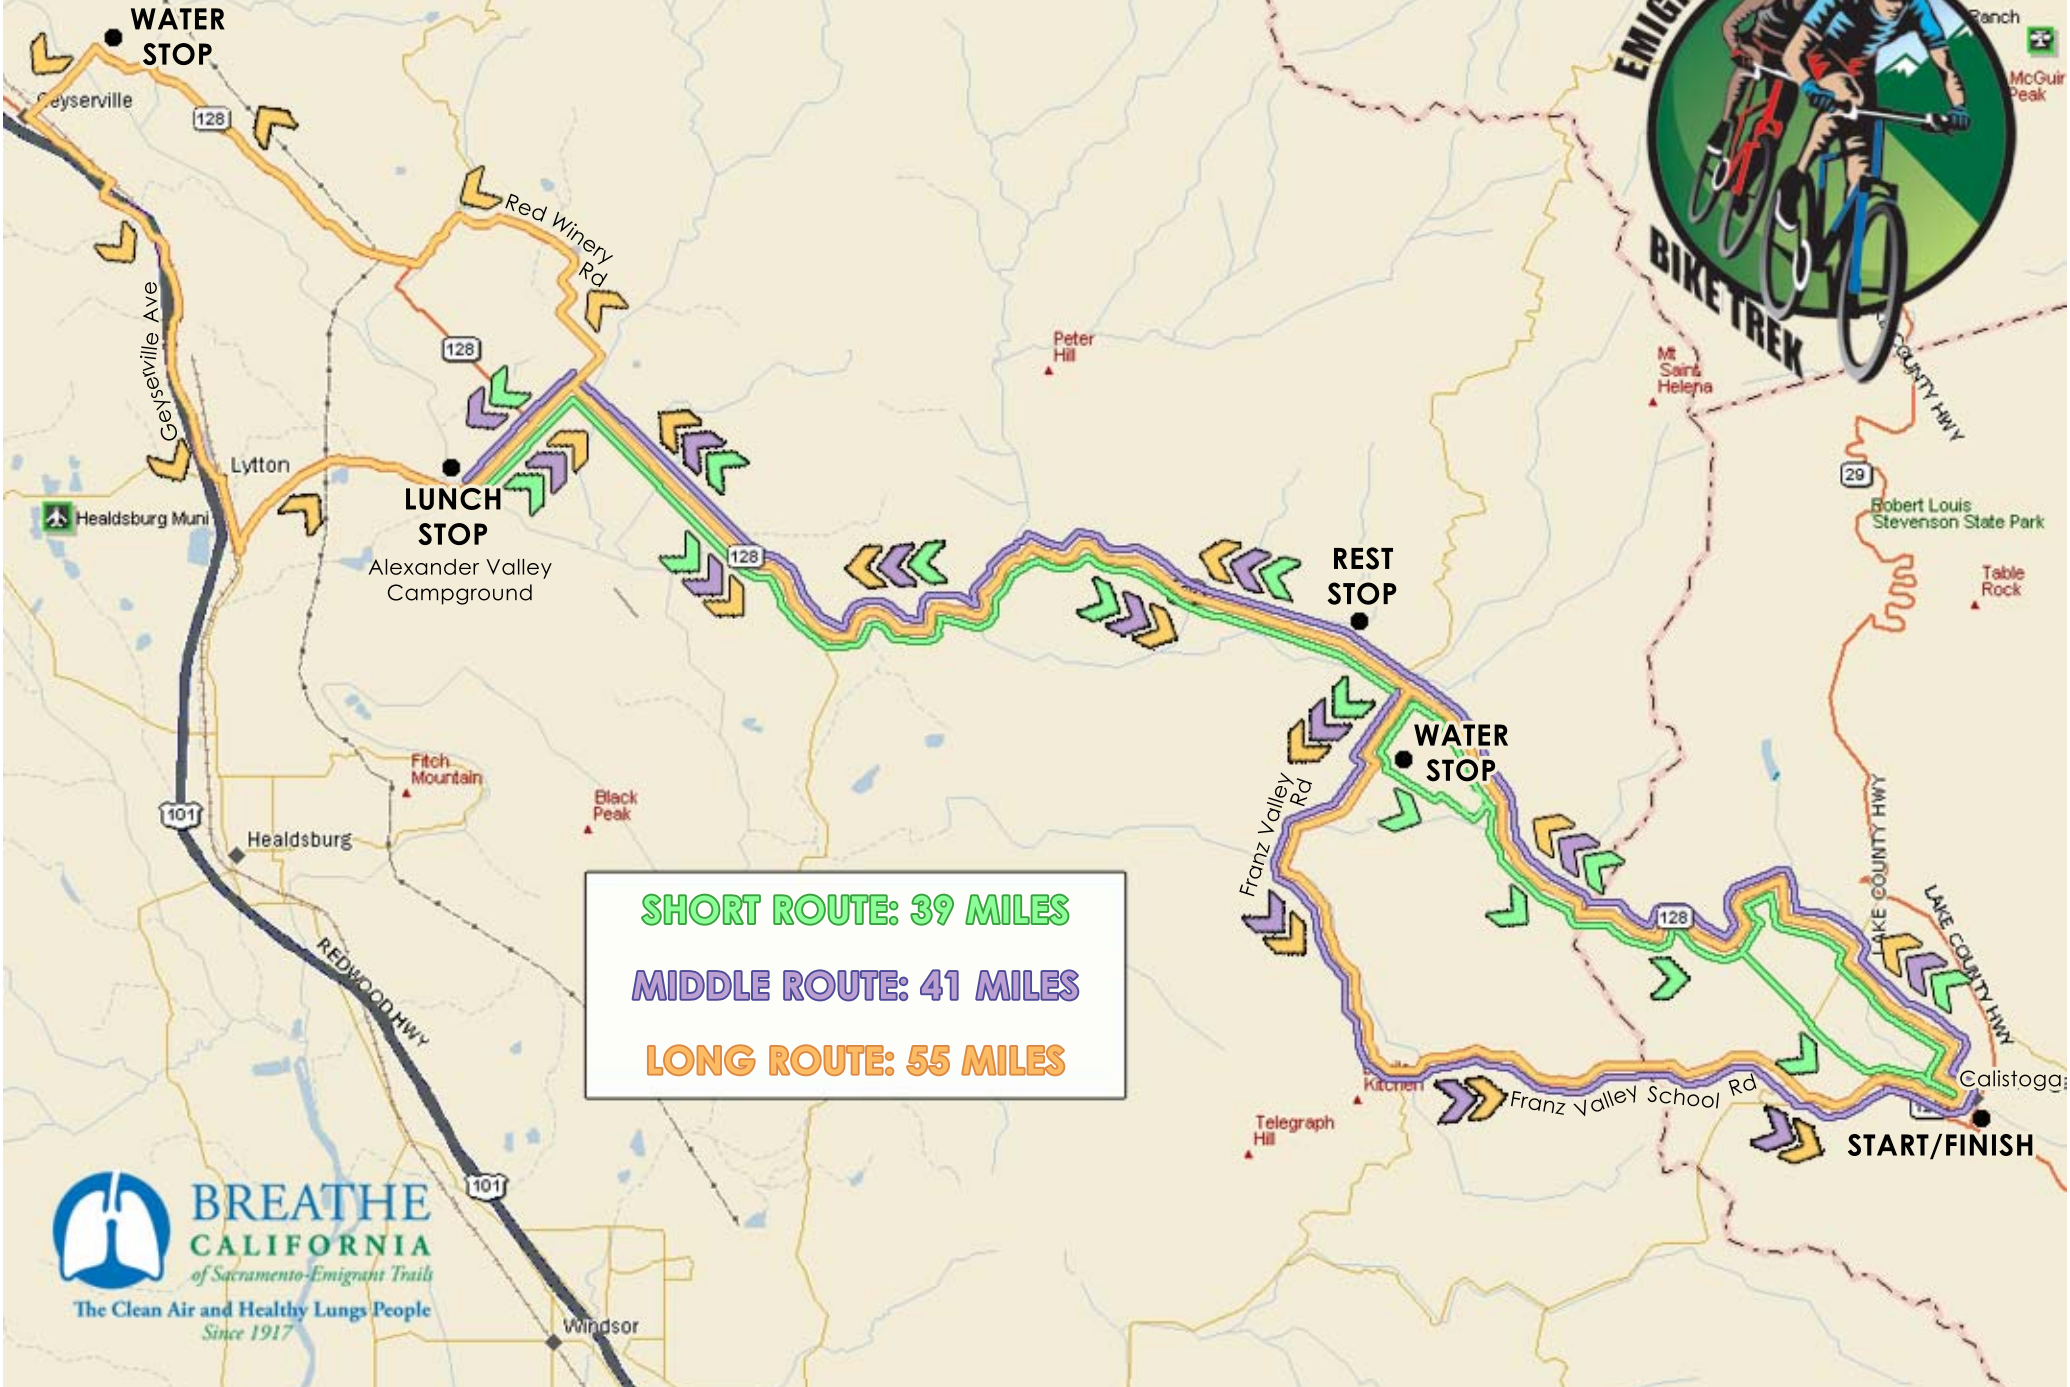 WATER
STOP
Geyserville
128
Red Winery
Rd
Geyserville Ave
128
Lytton
Healdsburg Muni
LUNCH
STOP
Alexander Valley
Campground
128
Peter
Hill
REST
STOP
BIKE TREK
Ranch
McGuir
Peak
Mt
Saint
Helena
COUNTY HWY
29
Robert Louis
Stevenson State Park
Table
Rock
WATER
STOP
Franz Valley
Rd
Fitch
Mountain
Black
Peak
101
Healdsburg
REDWOOD HWY
SHORT ROUTE: 39 MILES
MIDDLE ROUTE: 41 MILES
LONG ROUTE: 55 MILES
128
LAKE COUNTY HWY
LAKE COUNTY HWY
Kitchen
Telegraph
Hill
Franz Valley School Rd
Calistoga
START/FINISH
101
Windsor
BREATHE
CALIFORNIA
of Sacramento-Emigrant Trails
The Clean Air and Healthy Lungs People
Since 1917